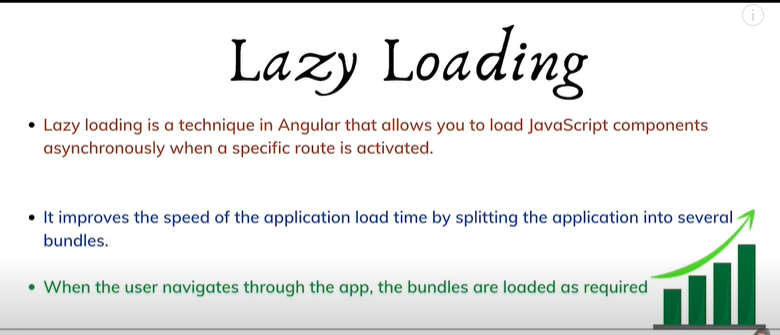 Lazy Loading
• Lazy loading is a technique in Angular that allows you to load JavaScript components
asynchronously when a specific route is activated.
• It improves the speed of the application load time by splitting the application into several
bundles.
• When the user navigates through the app, the bundles are loaded as required